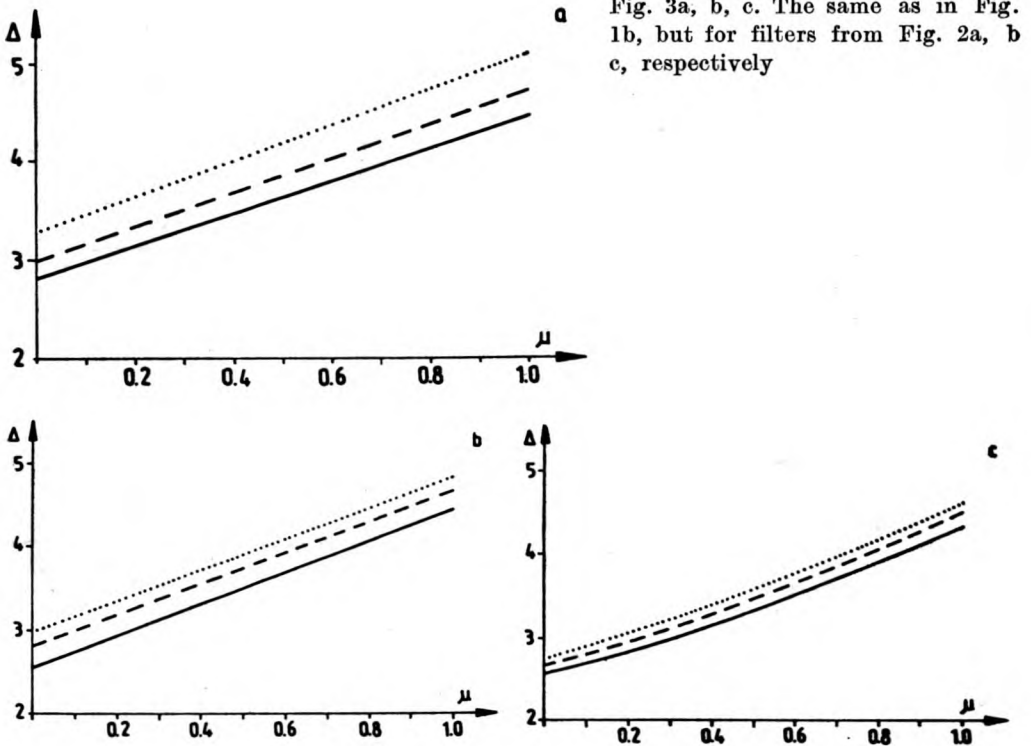 Fig. 3a, b, c. The same as in Fig.
1b, but for filters from Fig. 2a, b
c, respectively
a
Δ
5
4
3
2
μ
0.2 0.4 0.6 0.8 1.0
b
Δ
5
4
3
2
μ
0.2 0.4 0.6 0.8 1.0
c
Δ
5
4
3
2
μ
0.2 0.4 0.6 0.8 1.0